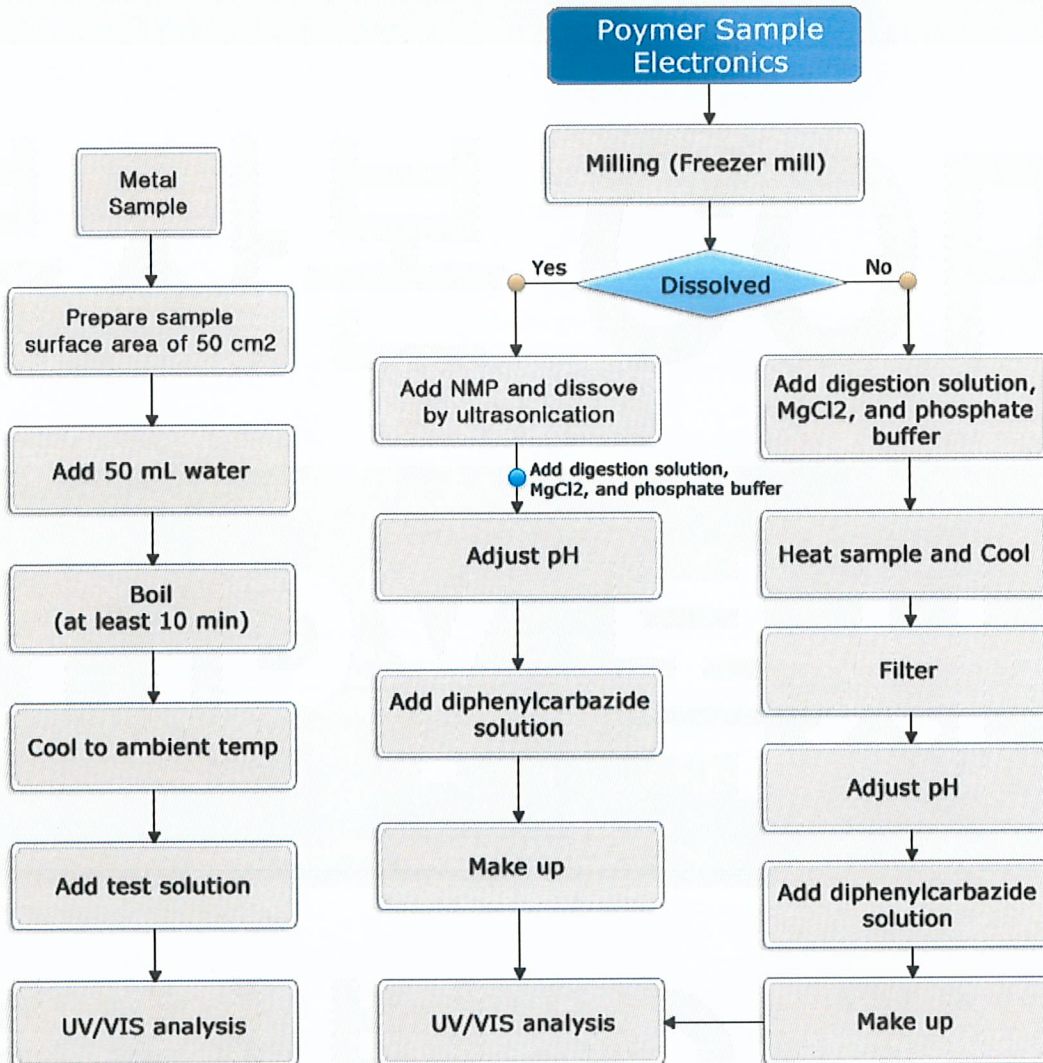 Poymer Sample
Electronics
Milling (Freezer mill)
Metal
Sample
Yes
No
Dissolved
Prepare sample
surface area of 50 cm2
Add NMP and dissove
by ultrasonication
Add digestion solution,
MgCl2, and phosphate
buffer
Add 50 mL water
Add digestion solution,
MgCl2, and phosphate buffer
Adjust pH
Heat sample and Cool
Boil
(at least 10 min)
Filter
Add diphenylcarbazide
solution
Cool to ambient temp
Adjust pH
Make up
Add test solution
Add diphenylcarbazide
solution
UV/VIS analysis
UV/VIS analysis
Make up